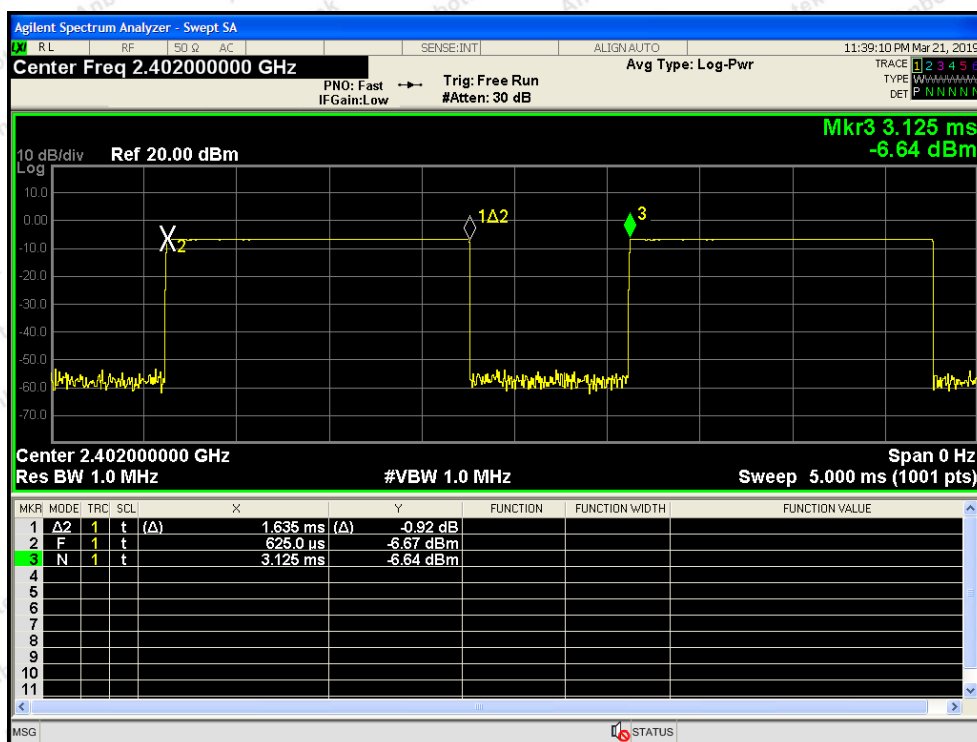 Agilent Spectrum Analyzer - Swept SA
LXI RL RF 50 Ω AC SENSE:INT ALIGNAUTO 11:39:10 PM Mar 21, 2019
Center Freq 2.402000000 GHz Avg Type: Log-Pwr TRACE 1 2 3 4 5 6
PNO: Fast Trig: Free Run TYPE WWWWWW
IFGain:Low #Atten: 30 dB DET P N N N N N
Mkr3 3.125 ms
10 dB/div Ref 20.00 dBm -6.64 dBm
Log
10.0
0.00
1Δ2
3
-10.0
2
-20.0
-30.0
-40.0
-50.0
-60.0
-70.0
Center 2.402000000 GHz Span 0 Hz
Res BW 1.0 MHz #VBW 1.0 MHz Sweep 5.000 ms (1001 pts)
MKR MODE TRC SCL X Y FUNCTION FUNCTION WIDTH FUNCTION VALUE
1 Δ2 1 t (Δ) 1.635 ms (Δ) -0.92 dB
2 F 1 t 625.0 µs -6.67 dBm
3 N 1 t 3.125 ms -6.64 dBm
4
5
6
7
8
9
10
11
MSG STATUS